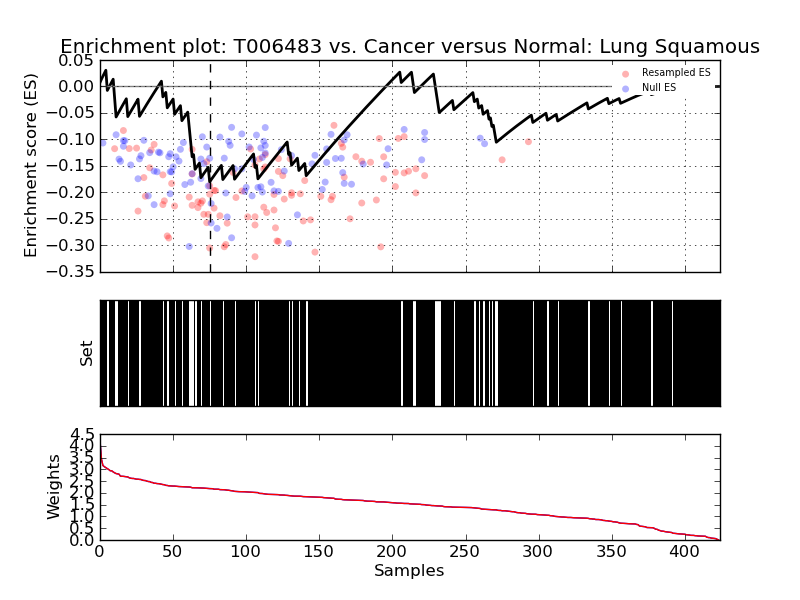 Enrichment plot: T006483 vs. Cancer versus Normal: Lung Squamous
Enrichment score (ES)
0.05
0.00
−0.05
−0.10
−0.15
−0.20
−0.25
−0.30
−0.35
Resampled ES
Null ES
Set
Weights
4.5
4.0
3.5
3.0
2.5
2.0
1.5
1.0
0.5
0.0
0 50 100 150 200 250 300 350 400
Samples